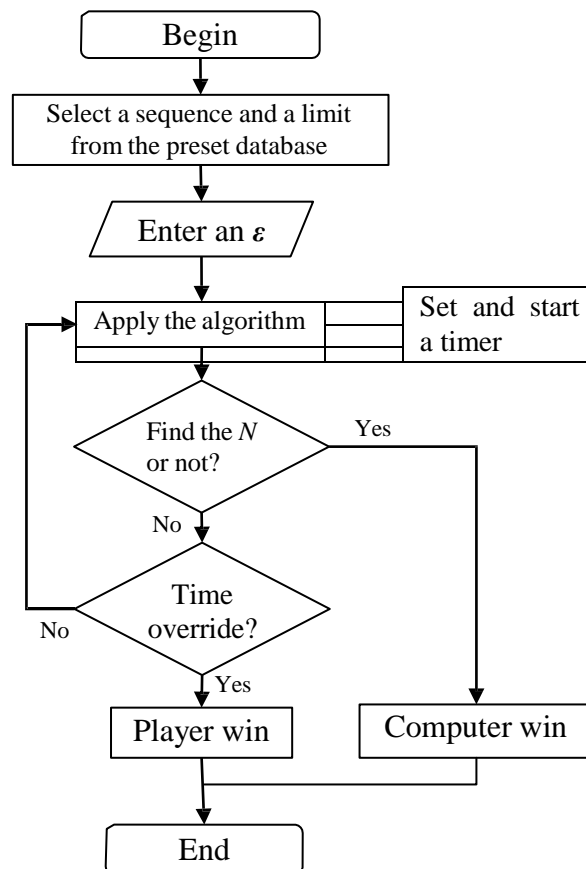 Begin
Select a sequence and a limit
from the preset database
Enter an ε
Apply the algorithm
Set and start
a timer
Find the N
or not?
Yes
No
Time
override?
No
Yes
Player win
Computer win
End